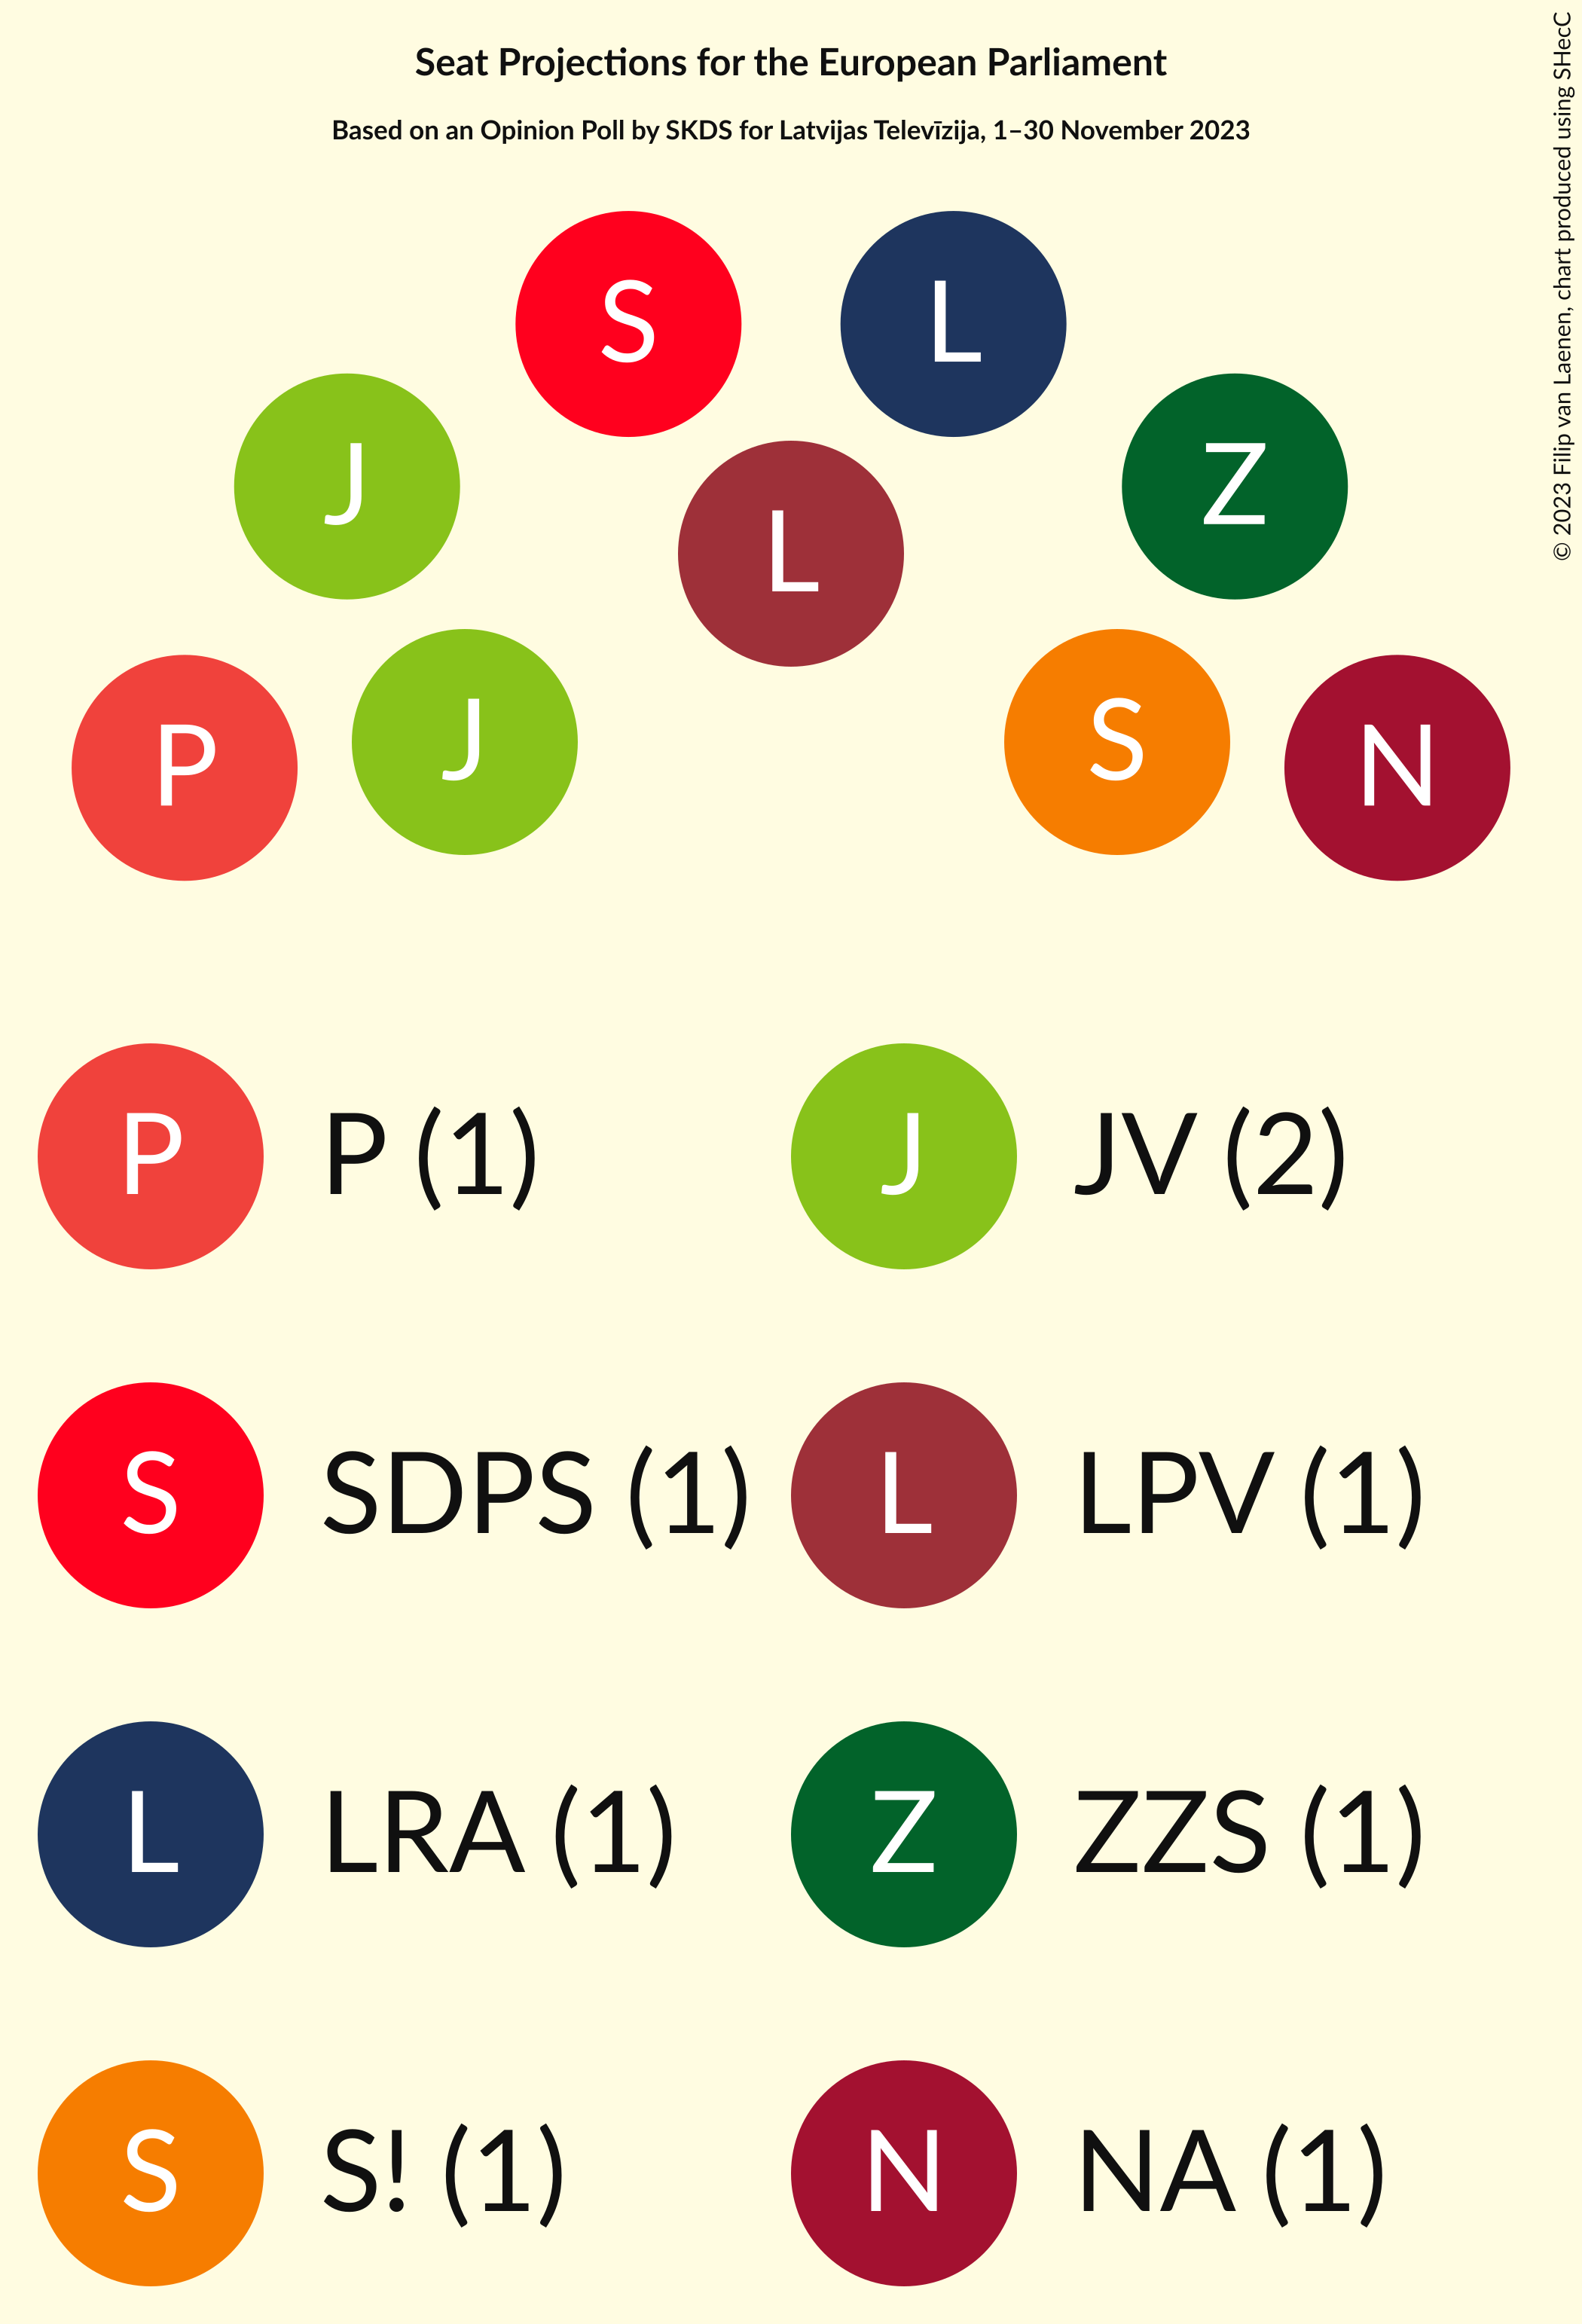 Seat Projections for the European Parliament
Based on an Opinion Poll by SKDS for Latvijas Televīzija, 1–30 November 2023
© 2023 Filip van Laenen, chart produced using SHecC
S L
J Z
L
J S
P N
P P (1) J JV (2)
S SDPS (1) L LPV (1)
L LRA (1) Z ZZS (1)
S S! (1) N NA (1)